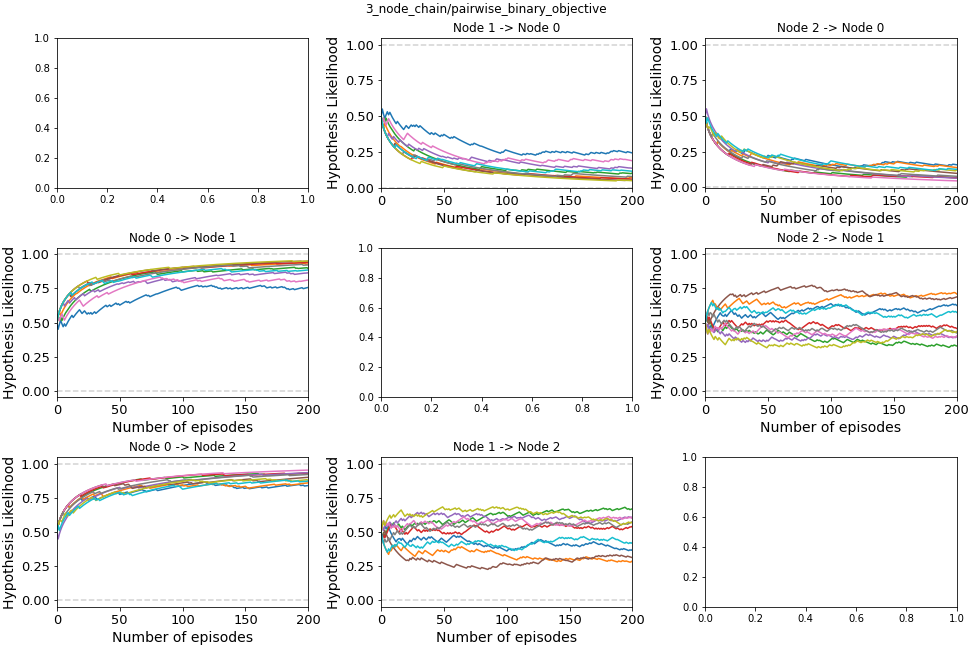 3_node_chain/pairwise_binary_objective
1.0
0.8
0.6
0.4
0.2
0.0
0.0 0.2 0.4 0.6 0.8 1.0
Node 1 -> Node 0
Hypothesis Likelihood
1.00
0.75
0.50
0.25
0.00
0 50 100 150 200
Number of episodes
Node 2 -> Node 0
Hypothesis Likelihood
1.00
0.75
0.50
0.25
0.00
0 50 100 150 200
Number of episodes
Node 0 -> Node 1
Hypothesis Likelihood
1.00
0.75
0.50
0.25
0.00
0 50 100 150 200
Number of episodes
1.0
0.8
0.6
0.4
0.2
0.0
0.0 0.2 0.4 0.6 0.8 1.0
Node 2 -> Node 1
Hypothesis Likelihood
1.00
0.75
0.50
0.25
0.00
0 50 100 150 200
Number of episodes
Node 0 -> Node 2
Hypothesis Likelihood
1.00
0.75
0.50
0.25
0.00
0 50 100 150 200
Number of episodes
Node 1 -> Node 2
Hypothesis Likelihood
1.00
0.75
0.50
0.25
0.00
0 50 100 150 200
Number of episodes
1.0
0.8
0.6
0.4
0.2
0.0
0.0 0.2 0.4 0.6 0.8 1.0